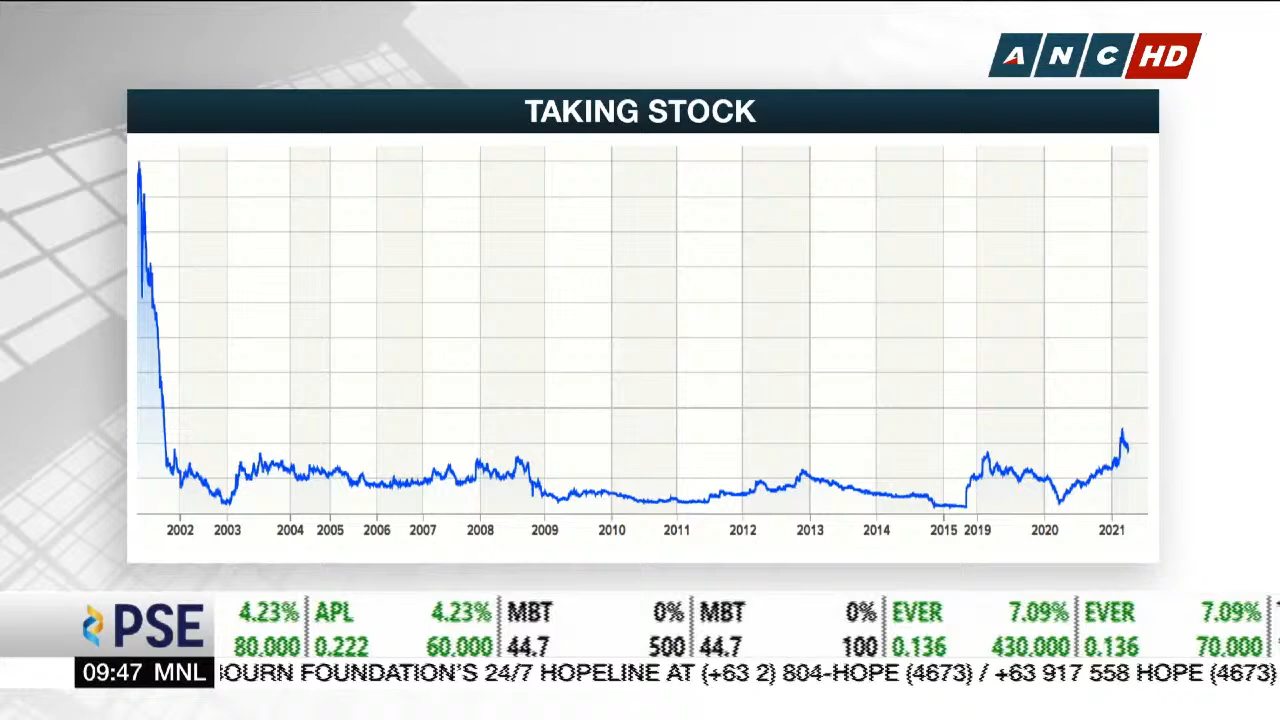 ANC HD
TAKING STOCK
2002 2003 2004 2005 2006 2007 2008 2009 2010 2011 2012 2013 2014 2015 2019 2020 2021
PSE
4.23% APL 4.23% MBT 0% MBT 0% EVER 7.09% EVER 7.09%
80.000 0.222 60.000 44.7 500 44.7 100 0.136 430.000 0.136 70.000
09:47 MNL
OURN FOUNDATION'S 24/7 HOPELINE AT (+63 2) 804-HOPE (4673) / +63 917 558 HOPE (4673)